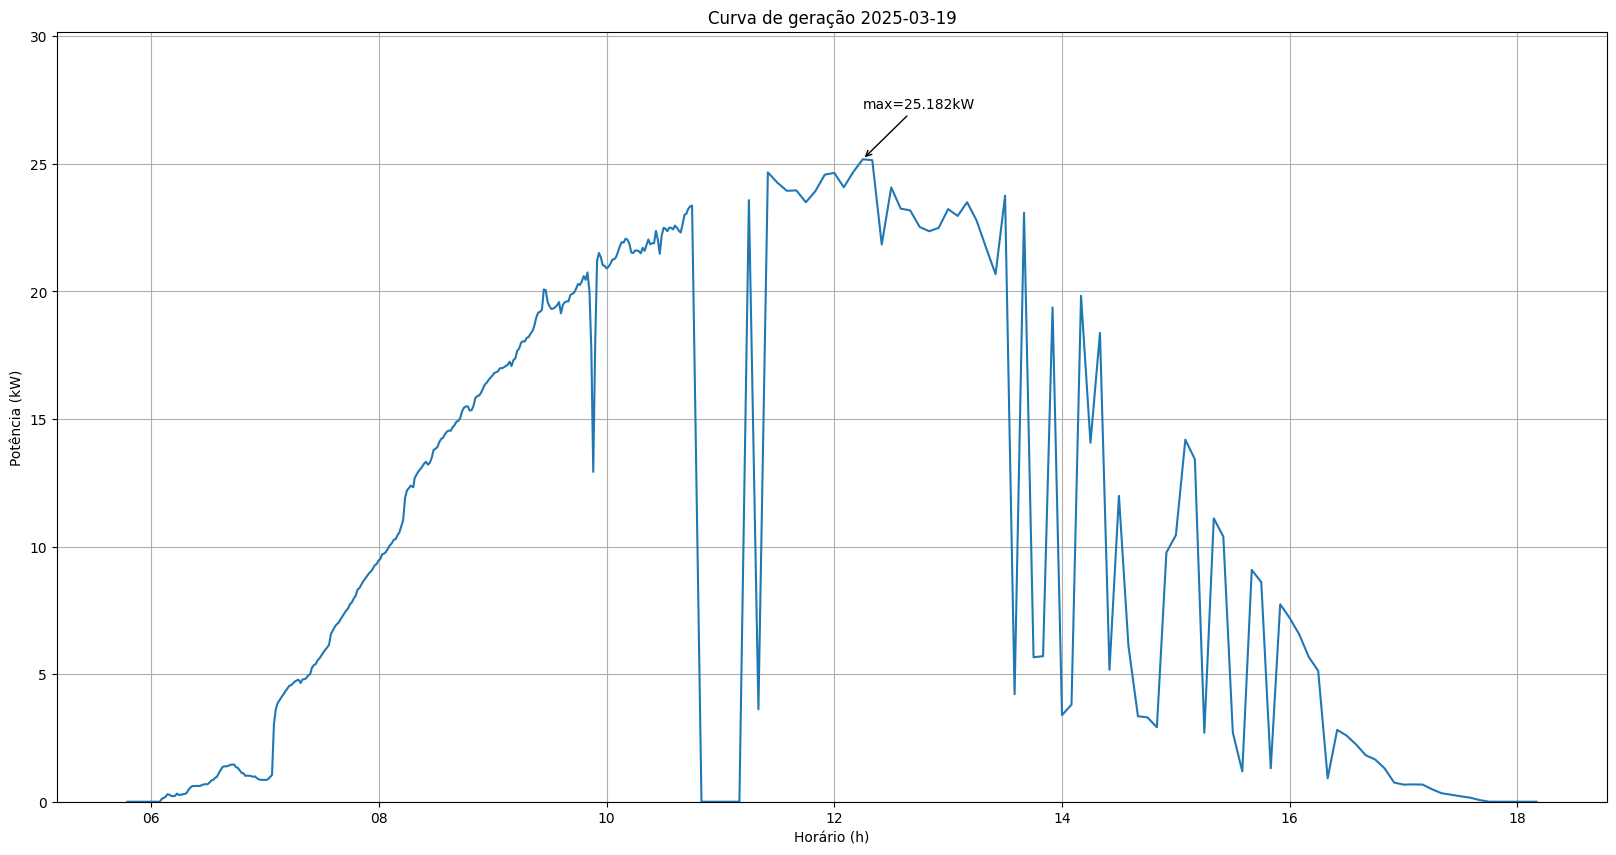 Curva de geração 2025-03-19
30
max=25.182kW
25
20
15
10
5
0
Potência (kW)
06 08 10 12 14 16 18
Horário (h)